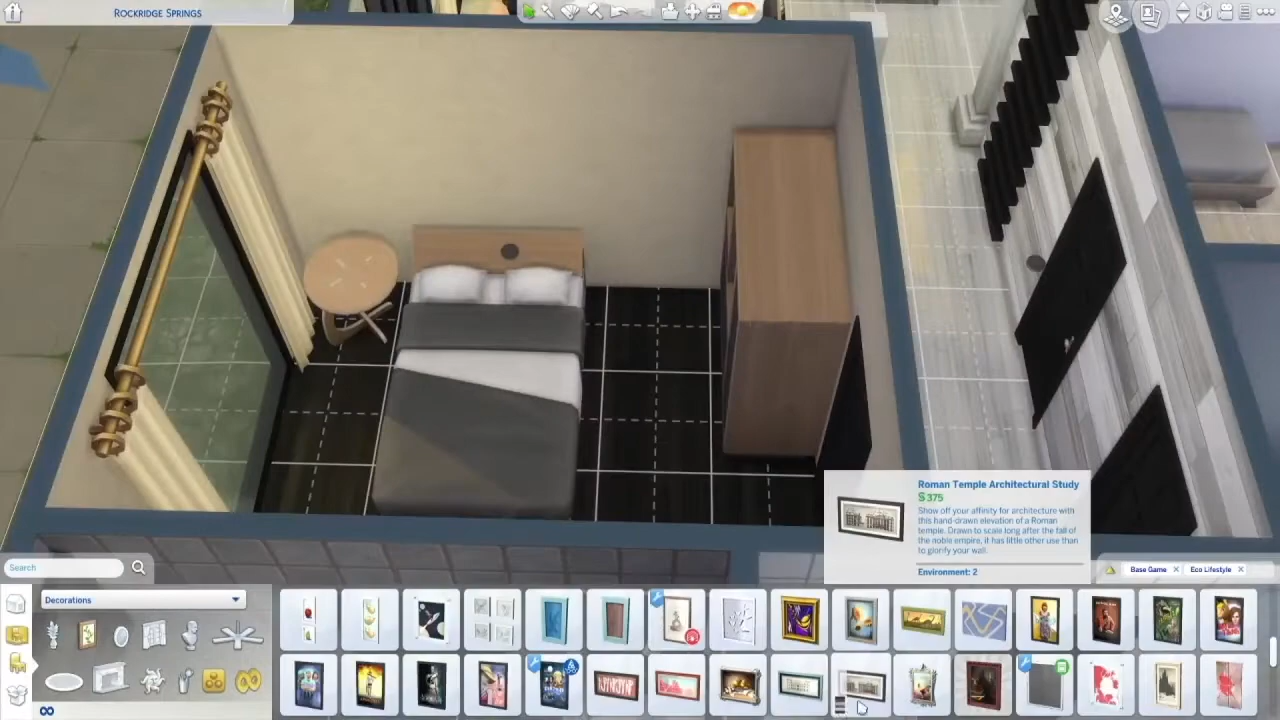 Rockridge Springs
Roman Temple Architectural Study
§375
Show off your affinity for architecture with
this hand-drawn elevation of a Roman
temple. Drawn to scale long after the fall of
the noble empire, it has little other use than
to glorify your wall.
Environment: 2
Search
Base Game
Eco Lifestyle
Decorations